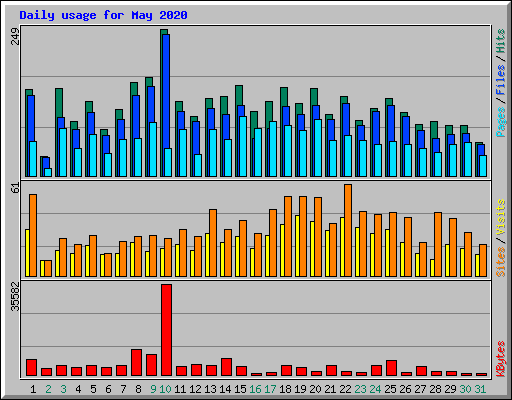 Daily usage for May 2020
249
Pages / Files / Hits
61
Sites / Visits
35582
KBytes
1 2 3 4 5 6 7 8 9 10 11 12 13 14 15 16 17 18 19 20 21 22 23 24 25 26 27 28 29 30 31